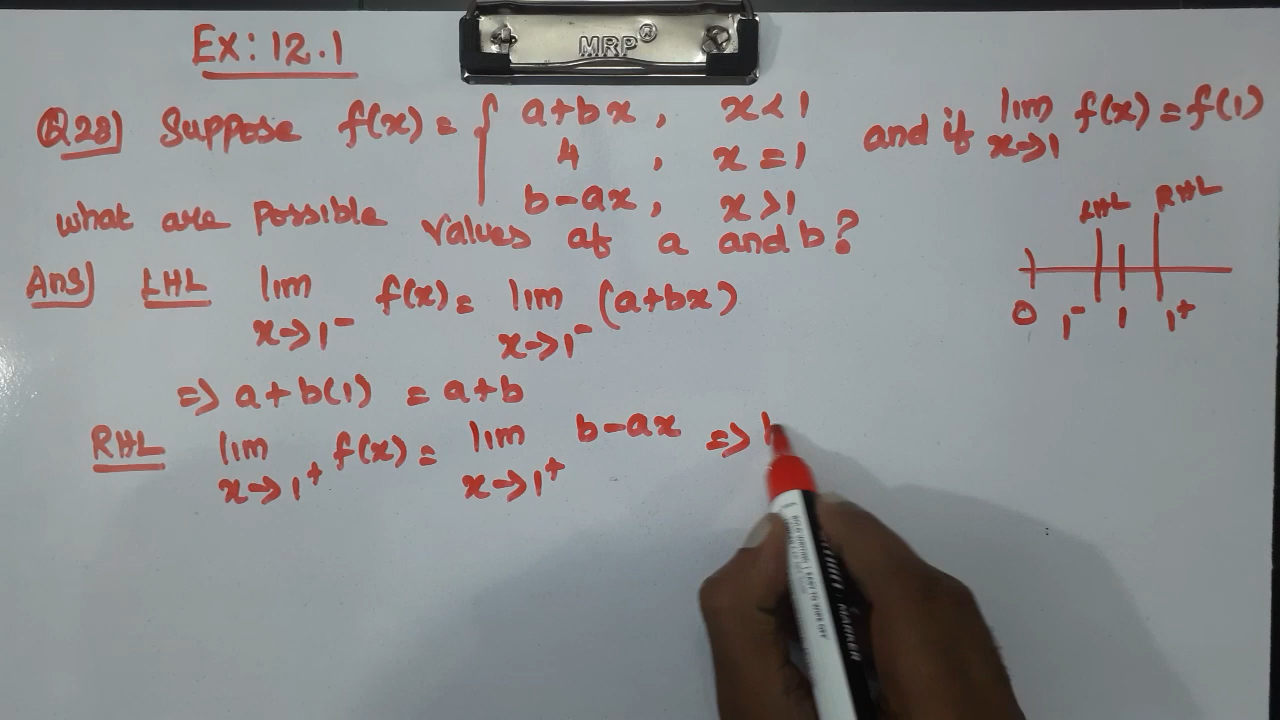 MRP®
Ex: 12.1
Q28) Suppose f(x) = { a+bx, x<1
4, x=1
b-ax, x>1
and if lim x→1 f(x) = f(1)
what are possible values of a and b?
LHL RHL
0 1⁻ 1 1⁺
Ans) LHL lim x→1⁻ f(x) = lim x→1⁻ (a+bx)
=> a+b(1) = a+b
RHL lim x→1⁺ f(x) = lim x→1⁺ b-ax => b